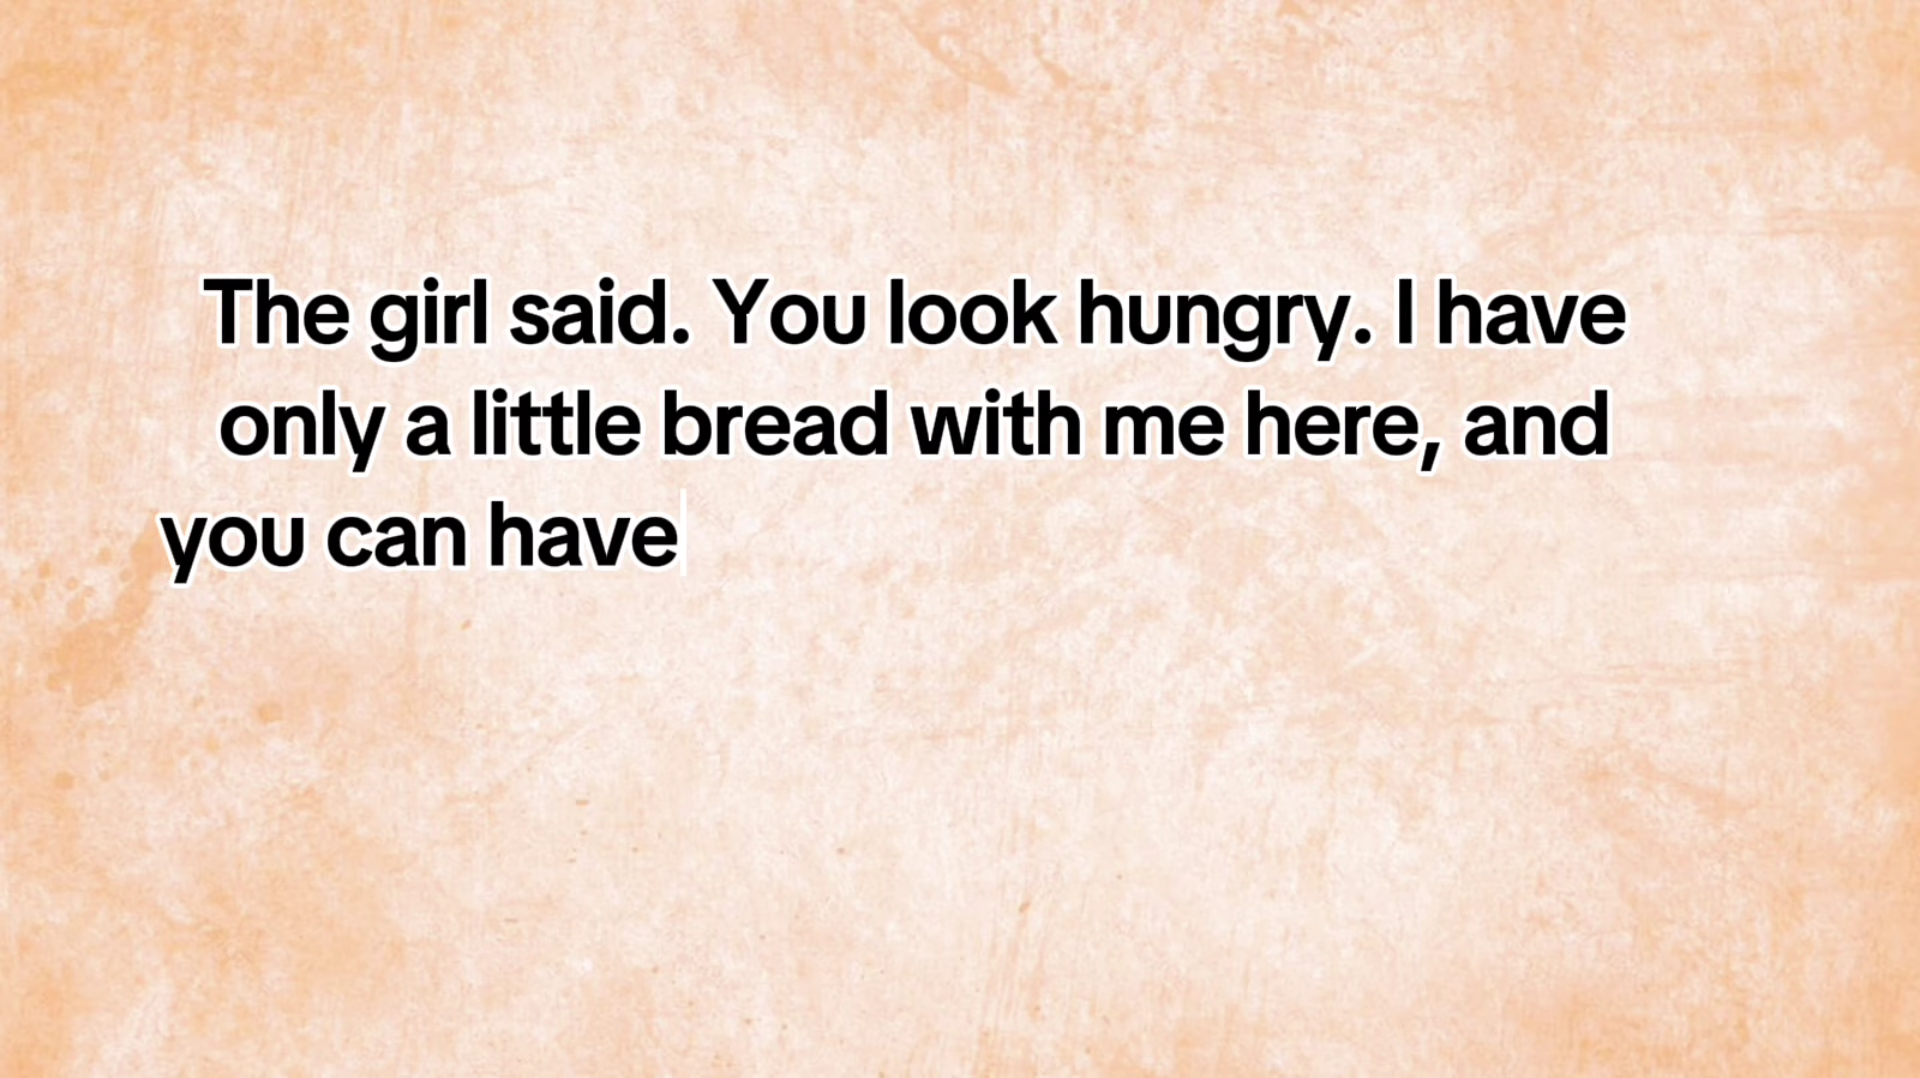 The girl said. You look hungry. I have
only a little bread with me here, and
you can have